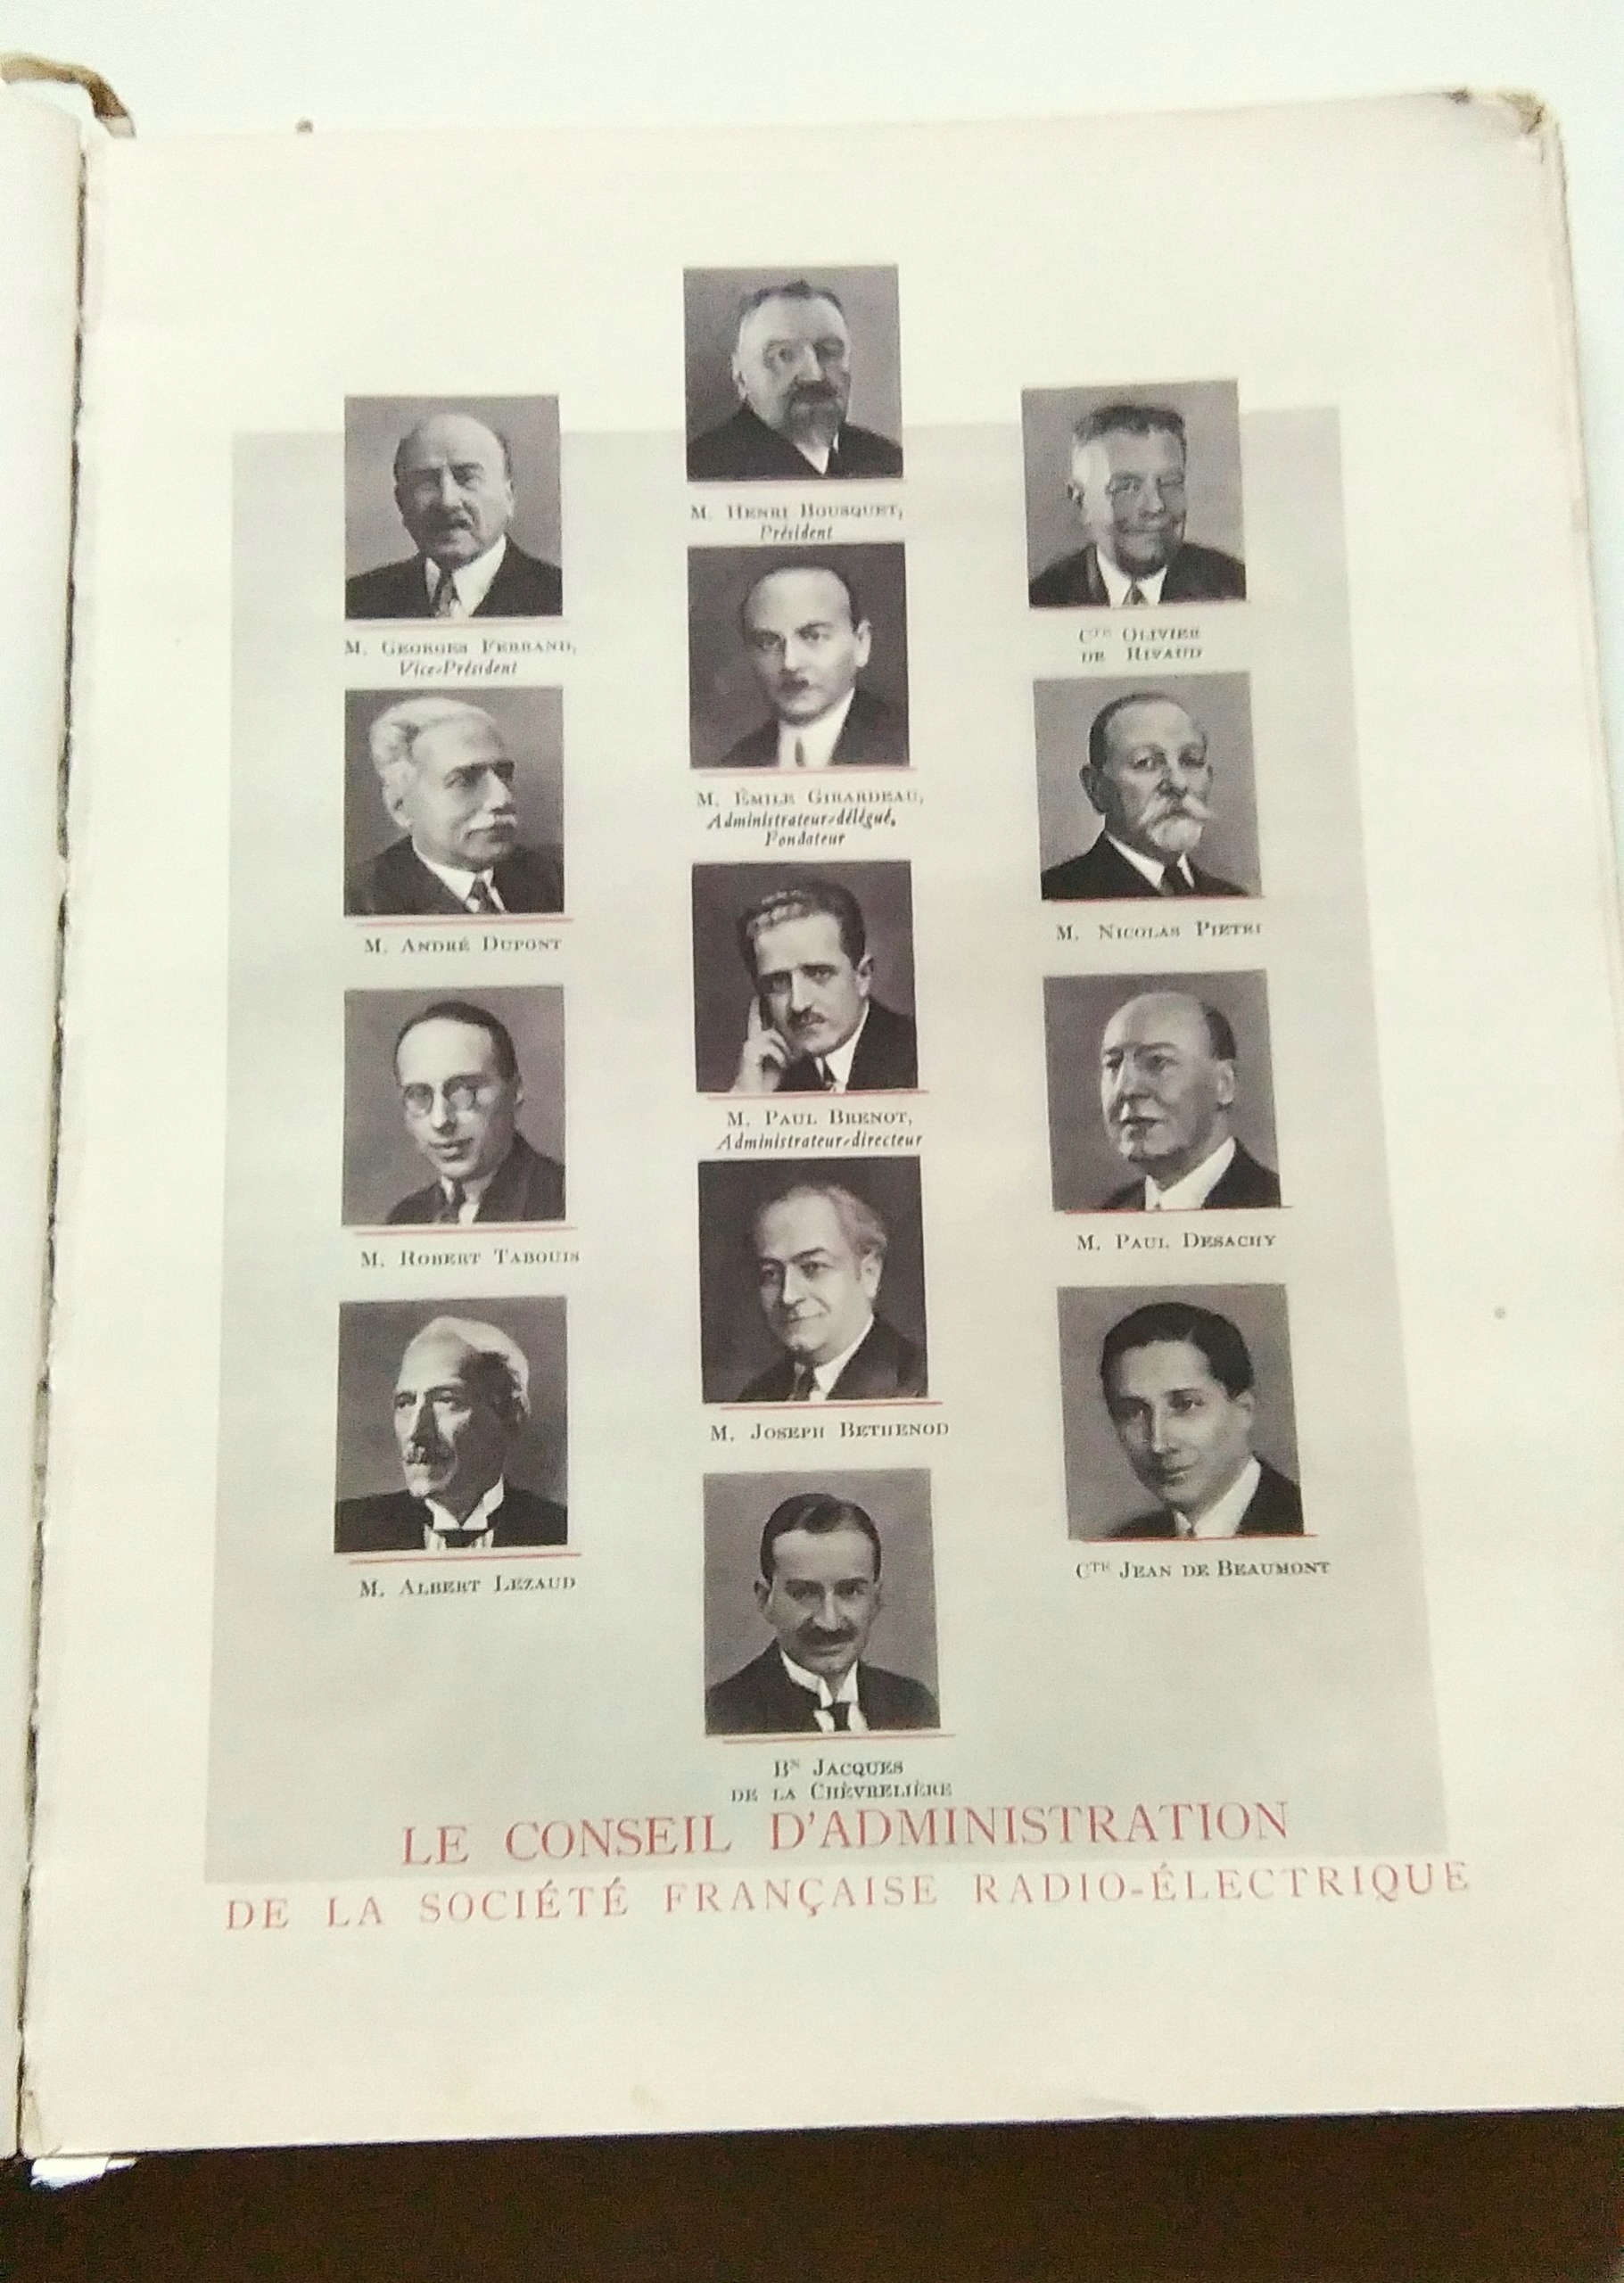 M. HENRI BOUSQUET,
Président
M. GEORGES FERRAND,
Vice-Président
CTE OLIVIER
DE RIVAUD
M. ÉMILE GIRARDEAU,
Administrateur-délégué,
Fondateur
M. ANDRÉ DUPONT
M. NICOLAS PIETRI
M. PAUL BRENOT,
Administrateur-directeur
M. ROBERT TABOUIS
M. PAUL DESACHY
M. JOSEPH BETHENOD
M. ALBERT LEZAUD
CTE JEAN DE BEAUMONT
BN JACQUES
DE LA CHÈVRELIÈRE
LE CONSEIL D'ADMINISTRATION
DE LA SOCIÉTÉ FRANÇAISE RADIO-ÉLECTRIQUE